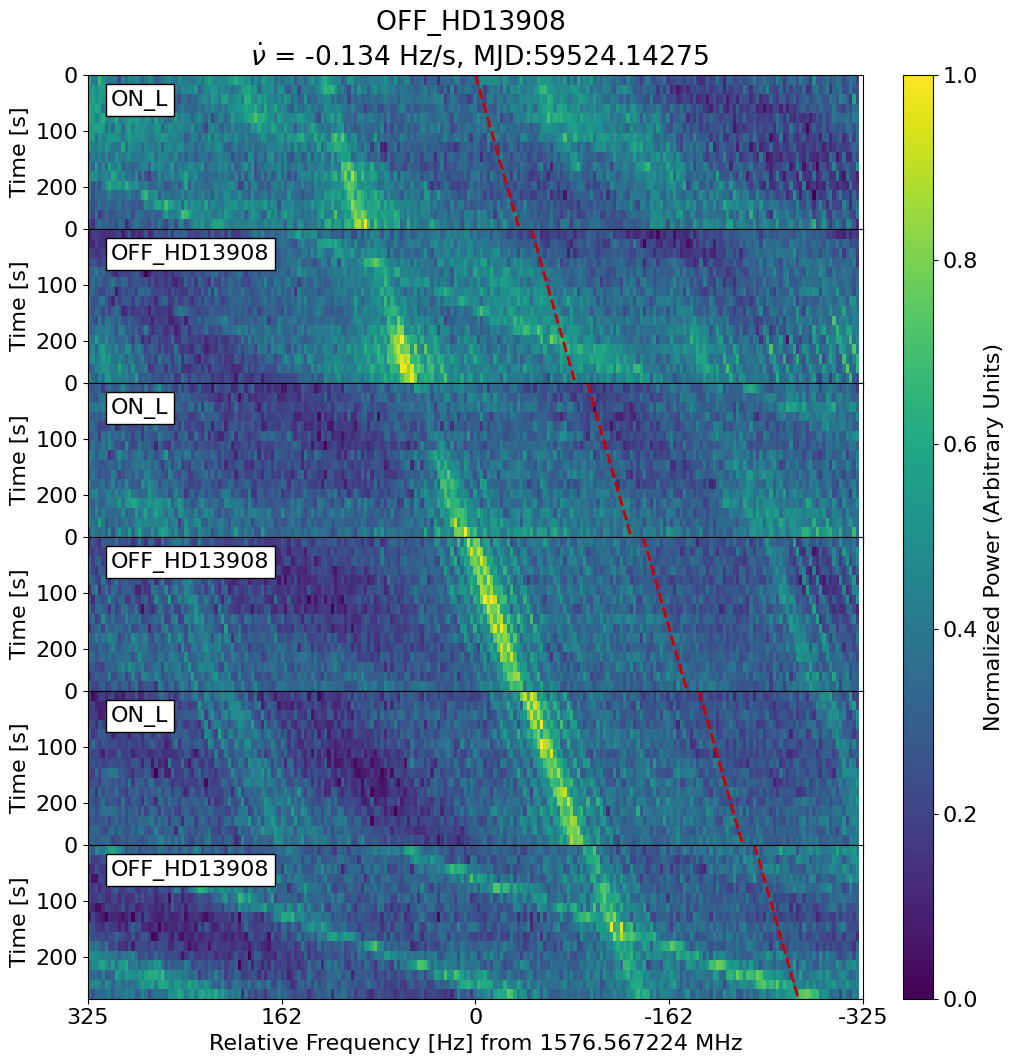 OFF_HD13908
ν̇ = -0.134 Hz/s, MJD:59524.14275
0
100
200
Time [s]
ON_L
0
100
200
Time [s]
OFF_HD13908
0
100
200
Time [s]
ON_L
0
100
200
Time [s]
OFF_HD13908
0
100
200
Time [s]
ON_L
0
100
200
Time [s]
OFF_HD13908
325
162
0
-162
-325
Relative Frequency [Hz] from 1576.567224 MHz
1.0
0.8
0.6
0.4
0.2
0.0
Normalized Power (Arbitrary Units)